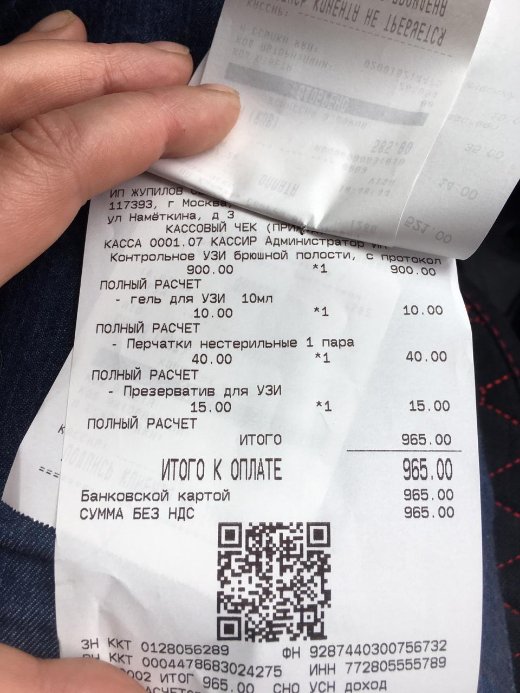 ИП ЖУПИЛОВ
117393, г Москва,
ул Намёткина, д 3
КАССОВЫЙ ЧЕК
КАССА 0001.07 КАССИР Администратор ИП
Контрольное УЗИ брюшной полости, с протокол
900.00 *1 900.00
ПОЛНЫЙ РАСЧЕТ
- гель для УЗИ 10мл
10.00 *1 10.00
ПОЛНЫЙ РАСЧЕТ
- Перчатки нестерильные 1 пара
40.00 *1 40.00
ПОЛНЫЙ РАСЧЕТ
- Презерватив для УЗИ
15.00 *1 15.00
ПОЛНЫЙ РАСЧЕТ
ИТОГО 965.00
ИТОГО К ОПЛАТЕ 965.00
Банковской картой 965.00
СУММА БЕЗ НДС 965.00
ЗН ККТ 0128056289 ФН 9287440300756732
РН ККТ 0004478683024275 ИНН 772805555789
0002 ИТОГ 965.00 СНО УСН доход